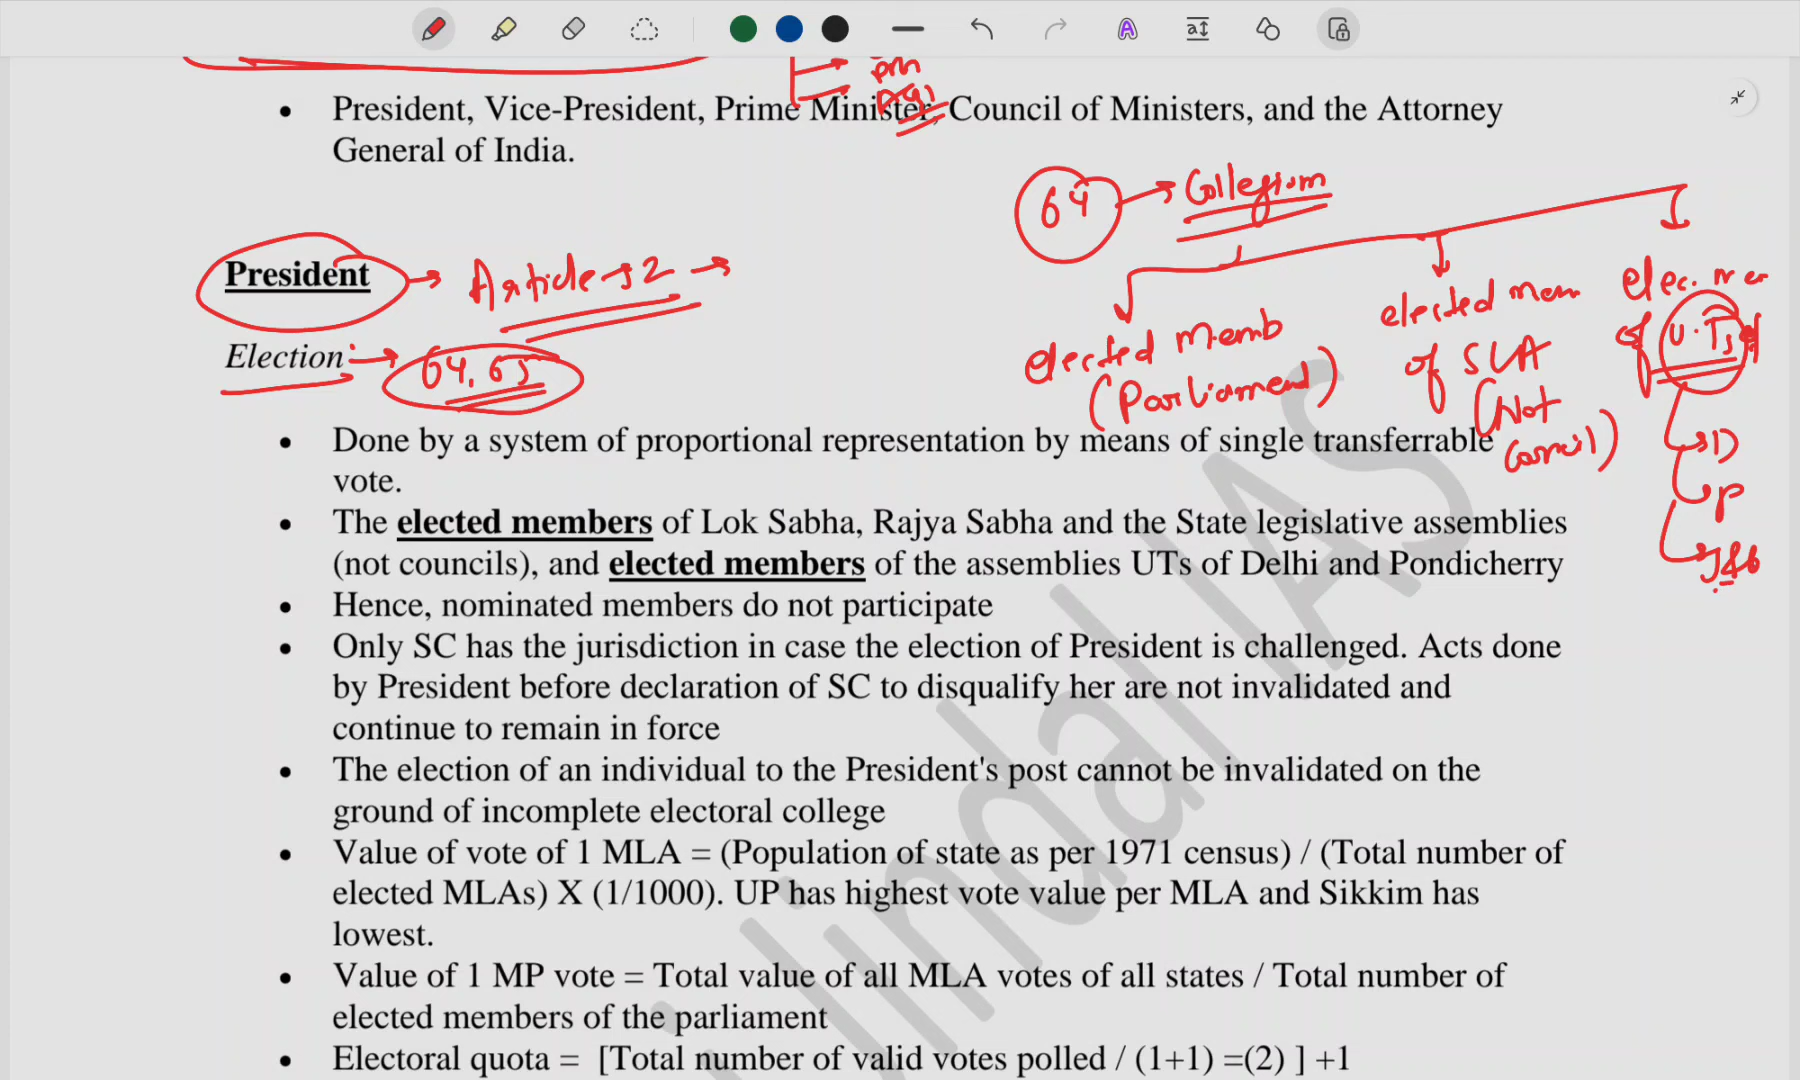 pm
• President, Vice-President, Prime Minister, Council of Ministers, and the Attorney
General of India.
64 → Collegium
President → Article → 52 →
elected Memb
(Parliament)
elected mem
of SLA
(Not
Council)
elec. mem
of U.Ts of
D
P
J&K
Election → 54, 55
• Done by a system of proportional representation by means of single transferrable
vote.
• The elected members of Lok Sabha, Rajya Sabha and the State legislative assemblies
(not councils), and elected members of the assemblies UTs of Delhi and Pondicherry
• Hence, nominated members do not participate
• Only SC has the jurisdiction in case the election of President is challenged. Acts done
by President before declaration of SC to disqualify her are not invalidated and
continue to remain in force
• The election of an individual to the President's post cannot be invalidated on the
ground of incomplete electoral college
• Value of vote of 1 MLA = (Population of state as per 1971 census) / (Total number of
elected MLAs) X (1/1000). UP has highest vote value per MLA and Sikkim has
lowest.
• Value of 1 MP vote = Total value of all MLA votes of all states / Total number of
elected members of the parliament
• Electoral quota = [Total number of valid votes polled / (1+1) =(2) ] +1
Jindal IAS